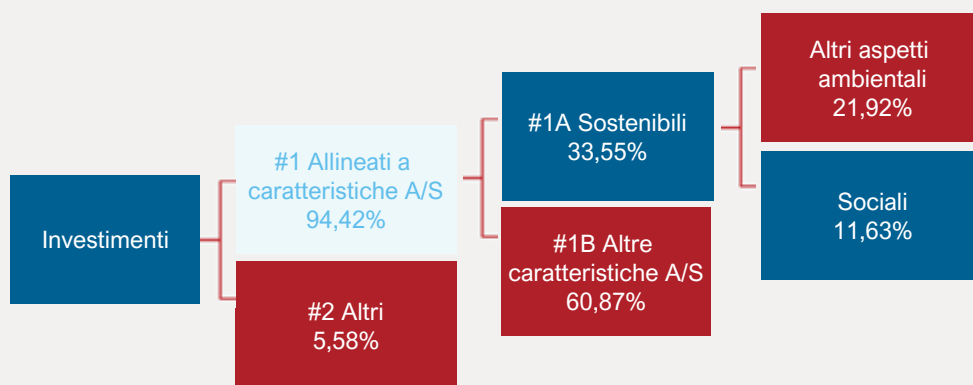 Investimenti
#1 Allineati a
caratteristiche A/S
94,42%
#2 Altri
5,58%
#1A Sostenibili
33,55%
#1B Altre
caratteristiche A/S
60,87%
Altri aspetti
ambientali
21,92%
Sociali
11,63%